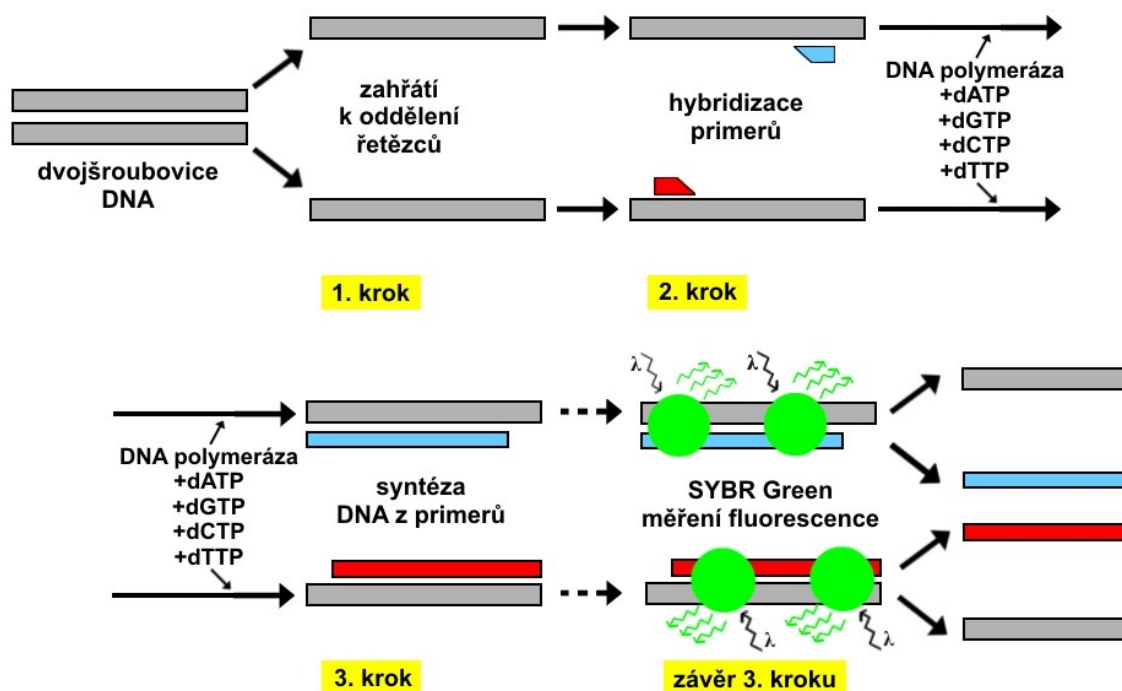 dvojšroubovice
DNA
zahřátí
k oddělení
řetězců
hybridizace
primerů
DNA polymeráza
+dATP
+dGTP
+dCTP
+dTTP
1. krok
2. krok
DNA polymeráza
+dATP
+dGTP
+dCTP
+dTTP
syntéza
DNA z primerů
λ
λ
SYBR Green
měření fluorescence
λ
λ
3. krok
závěr 3. kroku